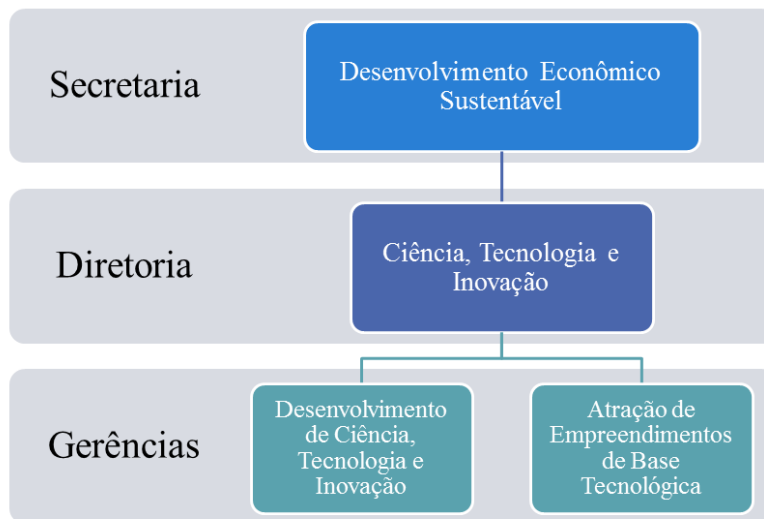 Secretaria
Desenvolvimento Econômico
Sustentável
Diretoria
Ciência, Tecnologia e
Inovação
Gerências
Desenvolvimento
de Ciência,
Tecnologia e
Inovação
Atração de
Empreendimentos
de Base
Tecnológica